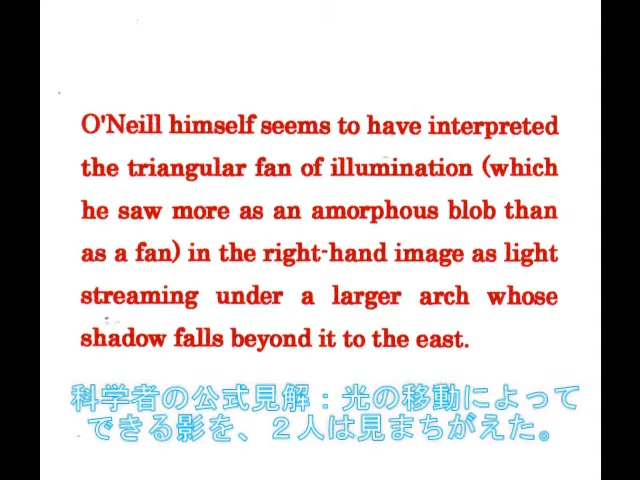 O'Neill himself seems to have interpreted
the triangular fan of illumination (which
he saw more as an amorphous blob than
as a fan) in the right-hand image as light
streaming under a larger arch whose
shadow falls beyond it to the east.
科学者の公式見解：光の移動によって
できる影を、２人は見まちがえた。